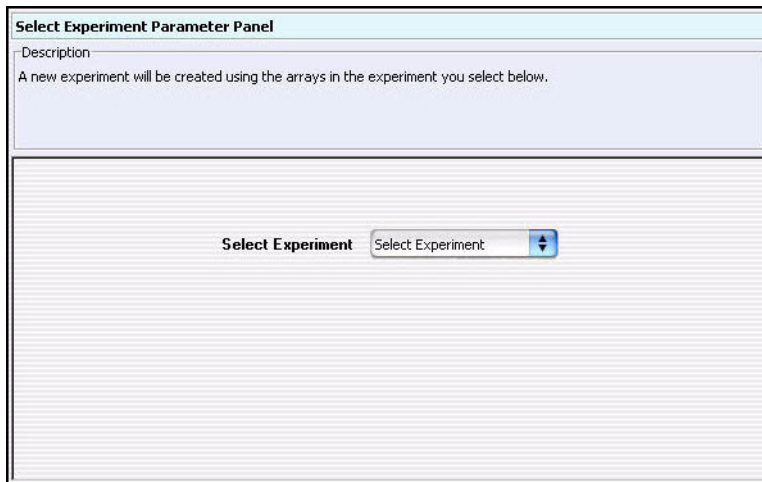 Select Experiment Parameter Panel
Description
A new experiment will be created using the arrays in the experiment you select below.
Select Experiment Select Experiment